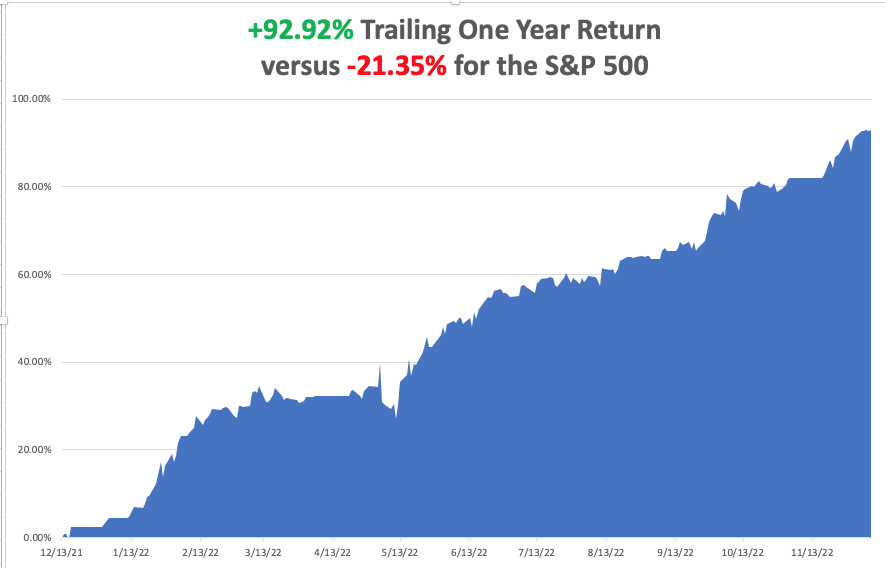 +92.92% Trailing One Year Return
versus -21.35% for the S&P 500
100.00%
80.00%
60.00%
40.00%
20.00%
0.00%
12/13/21 1/13/22 2/13/22 3/13/22 4/13/22 5/13/22 6/13/22 7/13/22 8/13/22 9/13/22 10/13/22 11/13/22